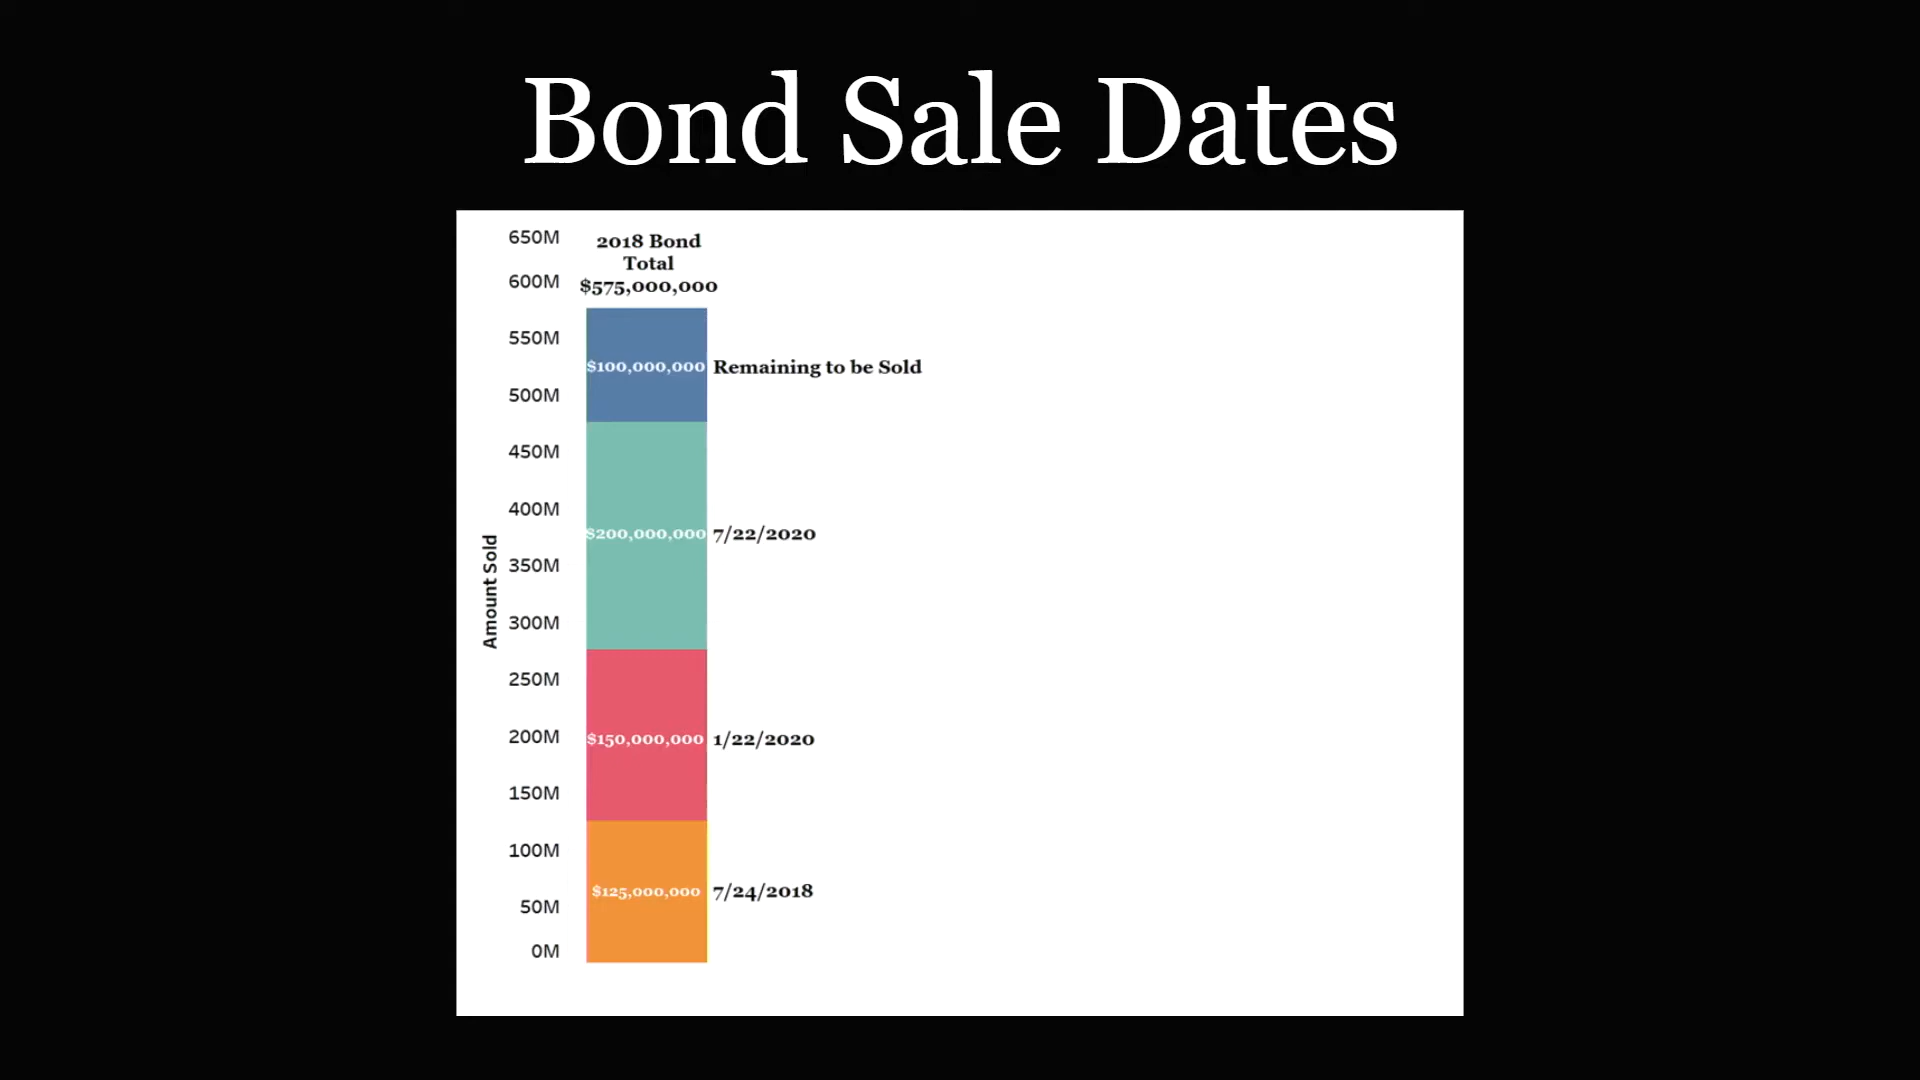 Bond Sale Dates
650M
600M
550M
500M
450M
400M
350M
300M
250M
200M
150M
100M
50M
0M
Amount Sold
2018 Bond
Total
$575,000,000
$100,000,000 Remaining to be Sold
$200,000,000 7/22/2020
$150,000,000 1/22/2020
$125,000,000 7/24/2018